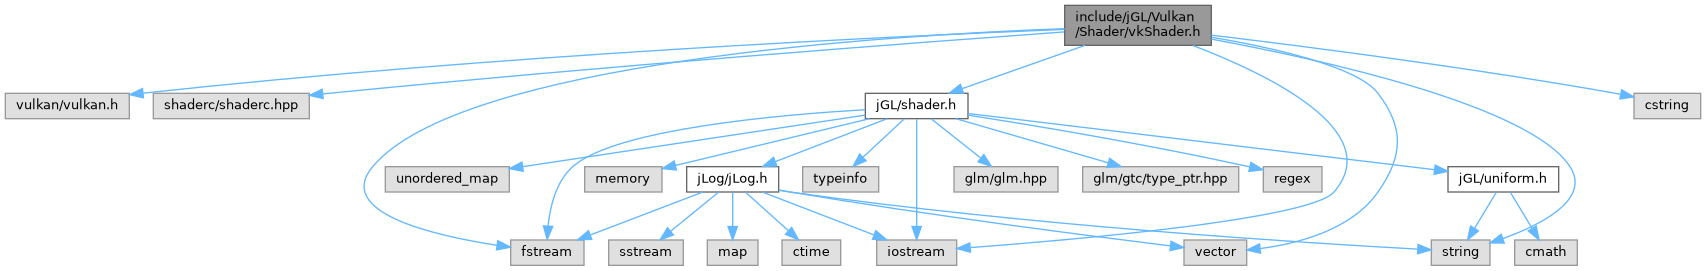 include/jGL/Vulkan
/Shader/vkShader.h
vulkan/vulkan.h
shaderc/shaderc.hpp
jGL/shader.h
cstring
unordered_map
memory
jLog/jLog.h
typeinfo
glm/glm.hpp
glm/gtc/type_ptr.hpp
regex
jGL/uniform.h
fstream
sstream
map
ctime
iostream
vector
string
cmath